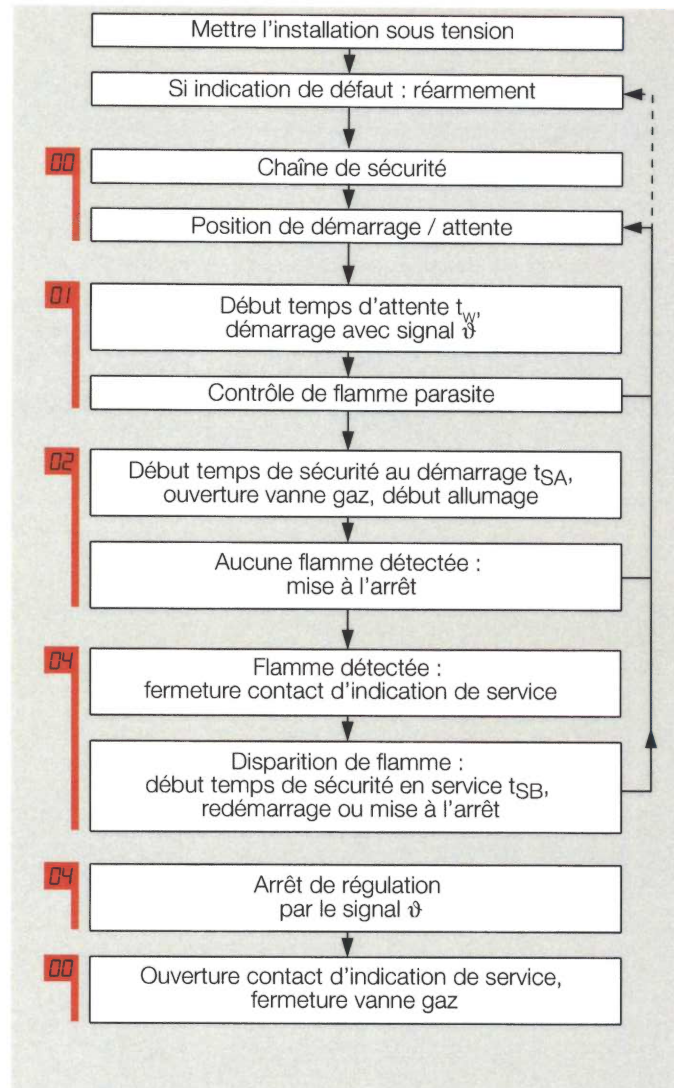 Mettre l'installation sous tension
Si indication de défaut : réarmement
00
Chaîne de sécurité
Position de démarrage / attente
01
Début temps d'attente tw,
démarrage avec signal ϑ
Contrôle de flamme parasite
02
Début temps de sécurité au démarrage tSA,
ouverture vanne gaz, début allumage
Aucune flamme détectée :
mise à l'arrêt
04
Flamme détectée :
fermeture contact d'indication de service
Disparition de flamme :
début temps de sécurité en service tSB,
redémarrage ou mise à l'arrêt
04
Arrêt de régulation
par le signal ϑ
00
Ouverture contact d'indication de service,
fermeture vanne gaz